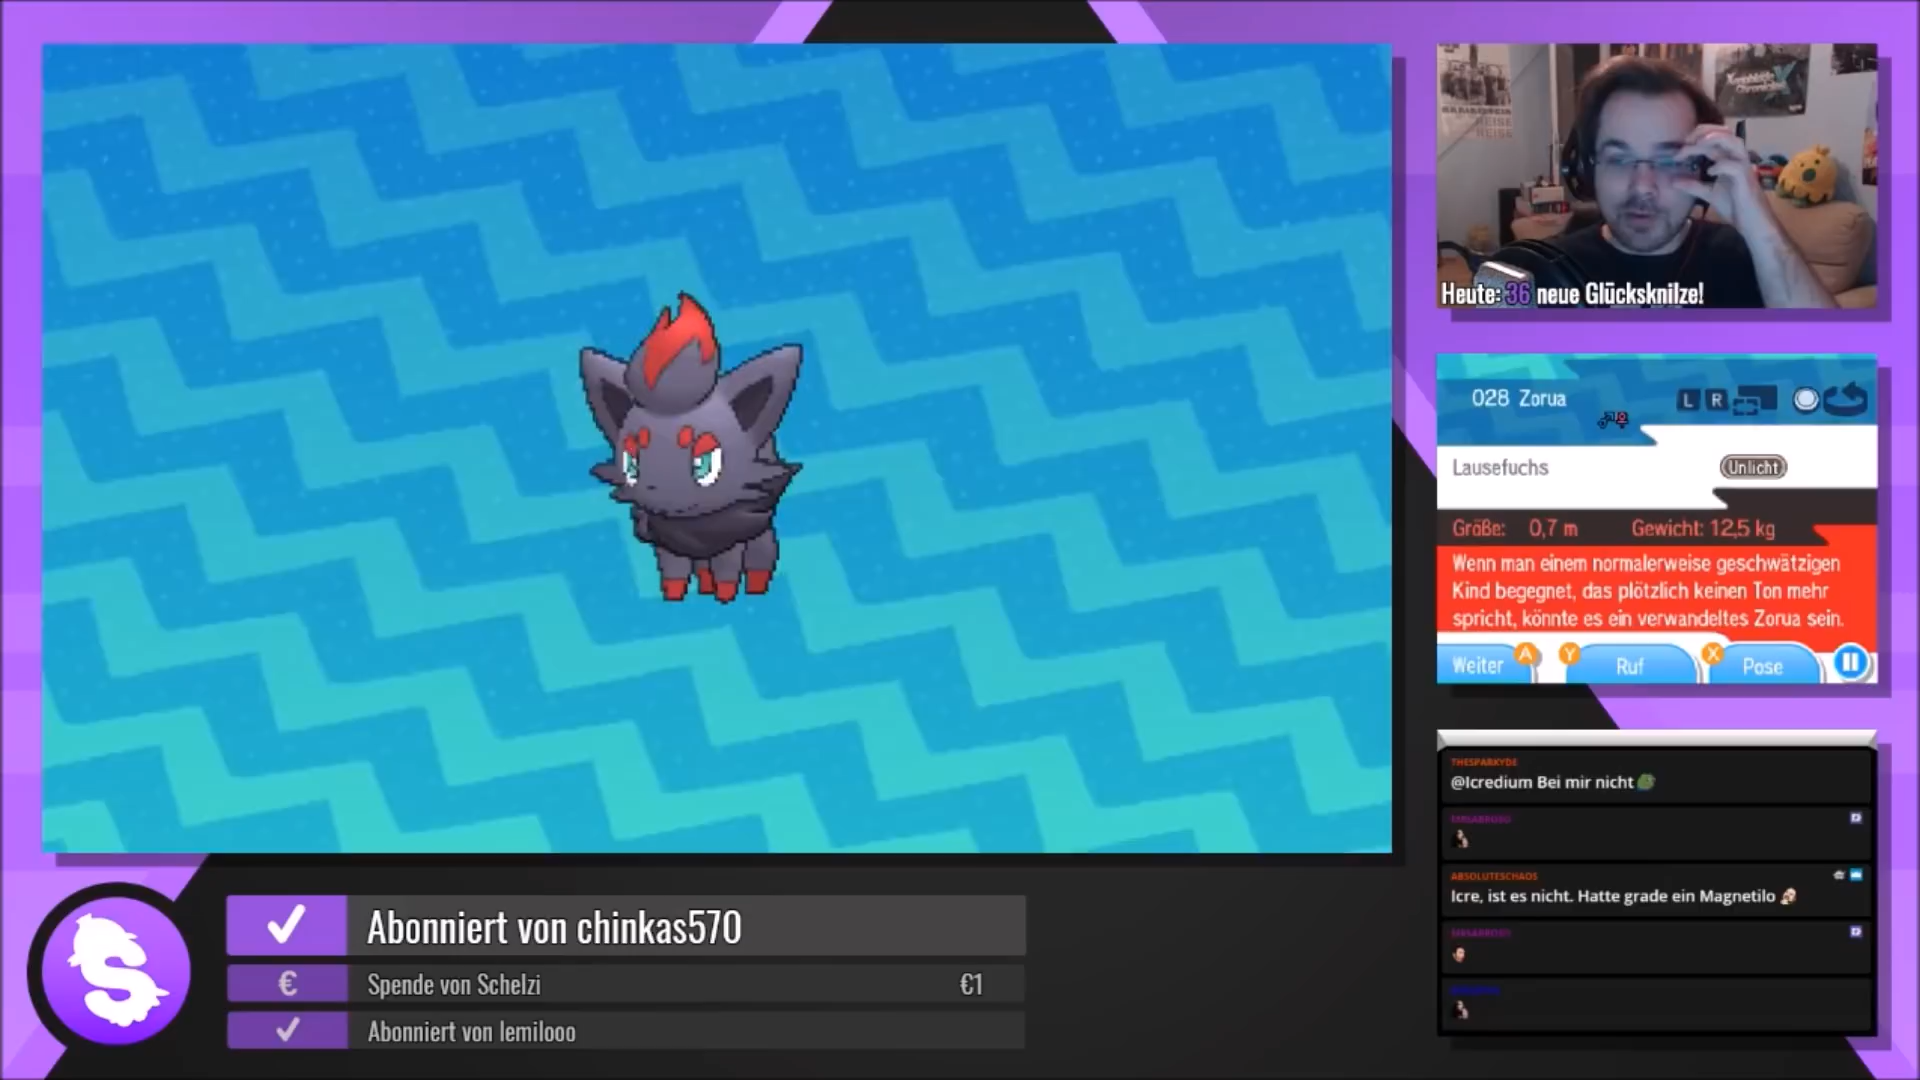 Heute: 36 neue Glücksknilze!
028 Zorua
L R
Lausefuchs
Unlicht
Größe: 0,7 m Gewicht: 12,5 kg
Wenn man einem normalerweise geschwätzigen
Kind begegnet, das plötzlich keinen Ton mehr
spricht, könnte es ein verwandeltes Zorua sein.
Weiter A Y Ruf X Pose
THESPARKYDE
@Icredium Bei mir nicht
ABSOLUTESCHAOS
Icre, ist es nicht. Hatte grade ein Magnetilo
S
Abonniert von chinkas570
€ Spende von Schelzi €1
Abonniert von lemilooo